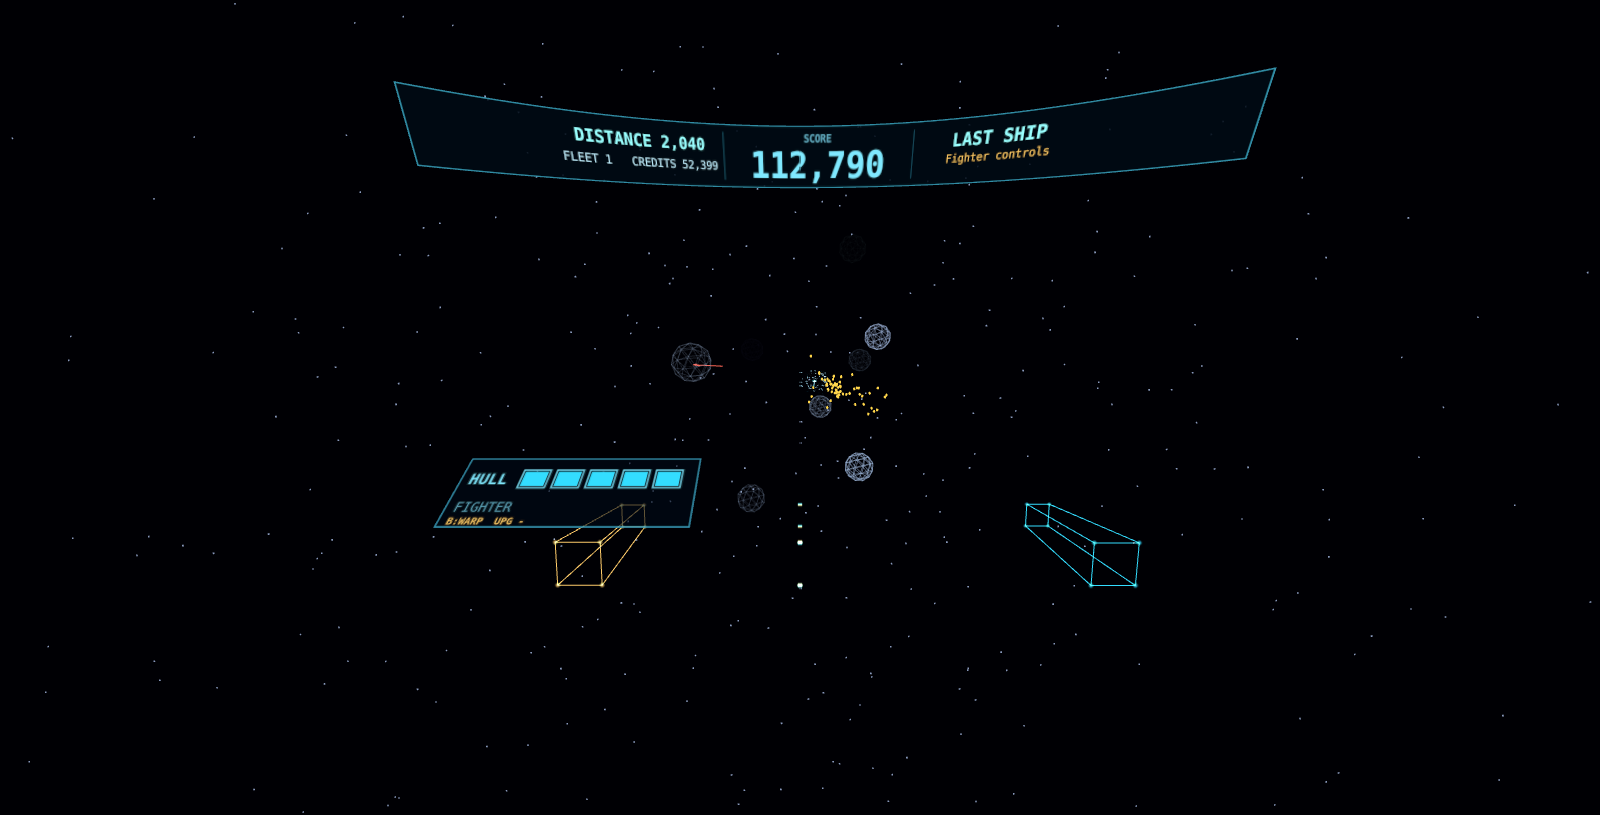 DISTANCE 2,040
FLEET 1 CREDITS 52,399
SCORE
112,790
LAST SHIP
Fighter controls
HULL
FIGHTER
B:WARP UPG -